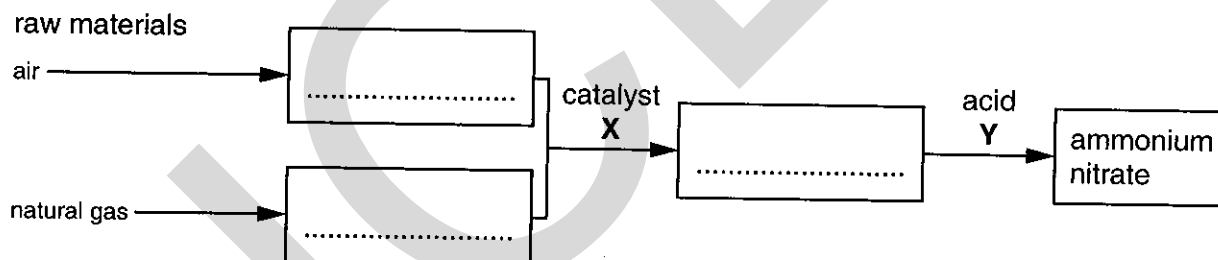 raw materials
air
....................
catalyst
X
....................
acid
Y
ammonium
nitrate
natural gas
....................